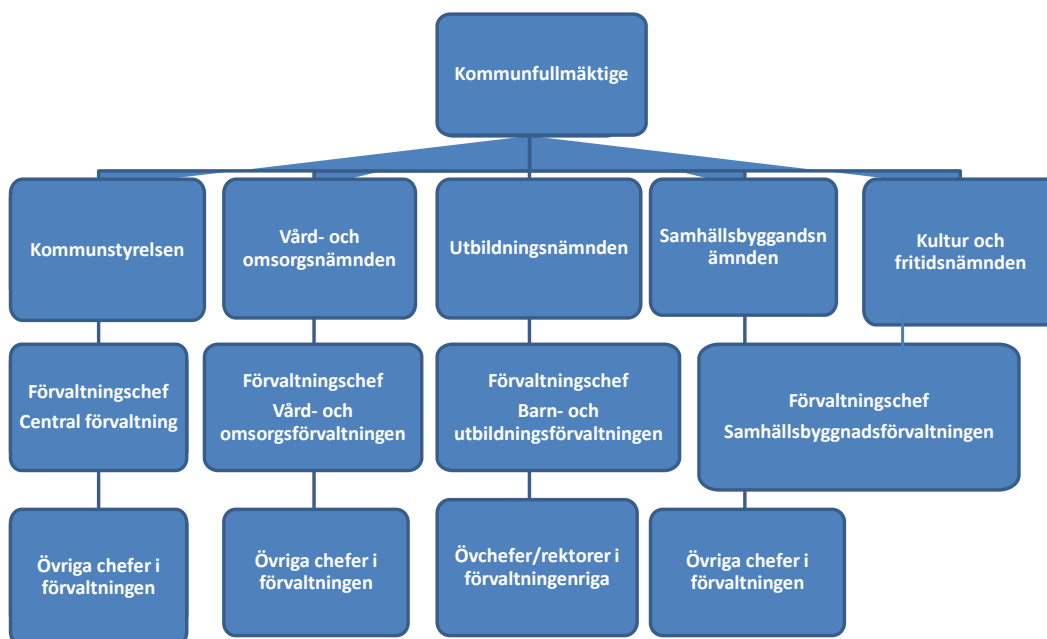 Kommunfullmäktige
Kommunstyrelsen
Vård- och
omsorgsnämnden
Utbildningsnämnden
Samhällsbyggandsn
ämnden
Kultur och
fritidsnämnden
Förvaltningschef
Central förvaltning
Förvaltningschef
Vård- och
omsorgsförvaltningen
Förvaltningschef
Barn- och
utbildningsförvaltningen
Förvaltningschef
Samhällsbyggnadsförvaltningen
Övriga chefer i
förvaltningen
Övriga chefer i
förvaltningen
Övchefer/rektorer i
förvaltningenriga
Övriga chefer i
förvaltningen